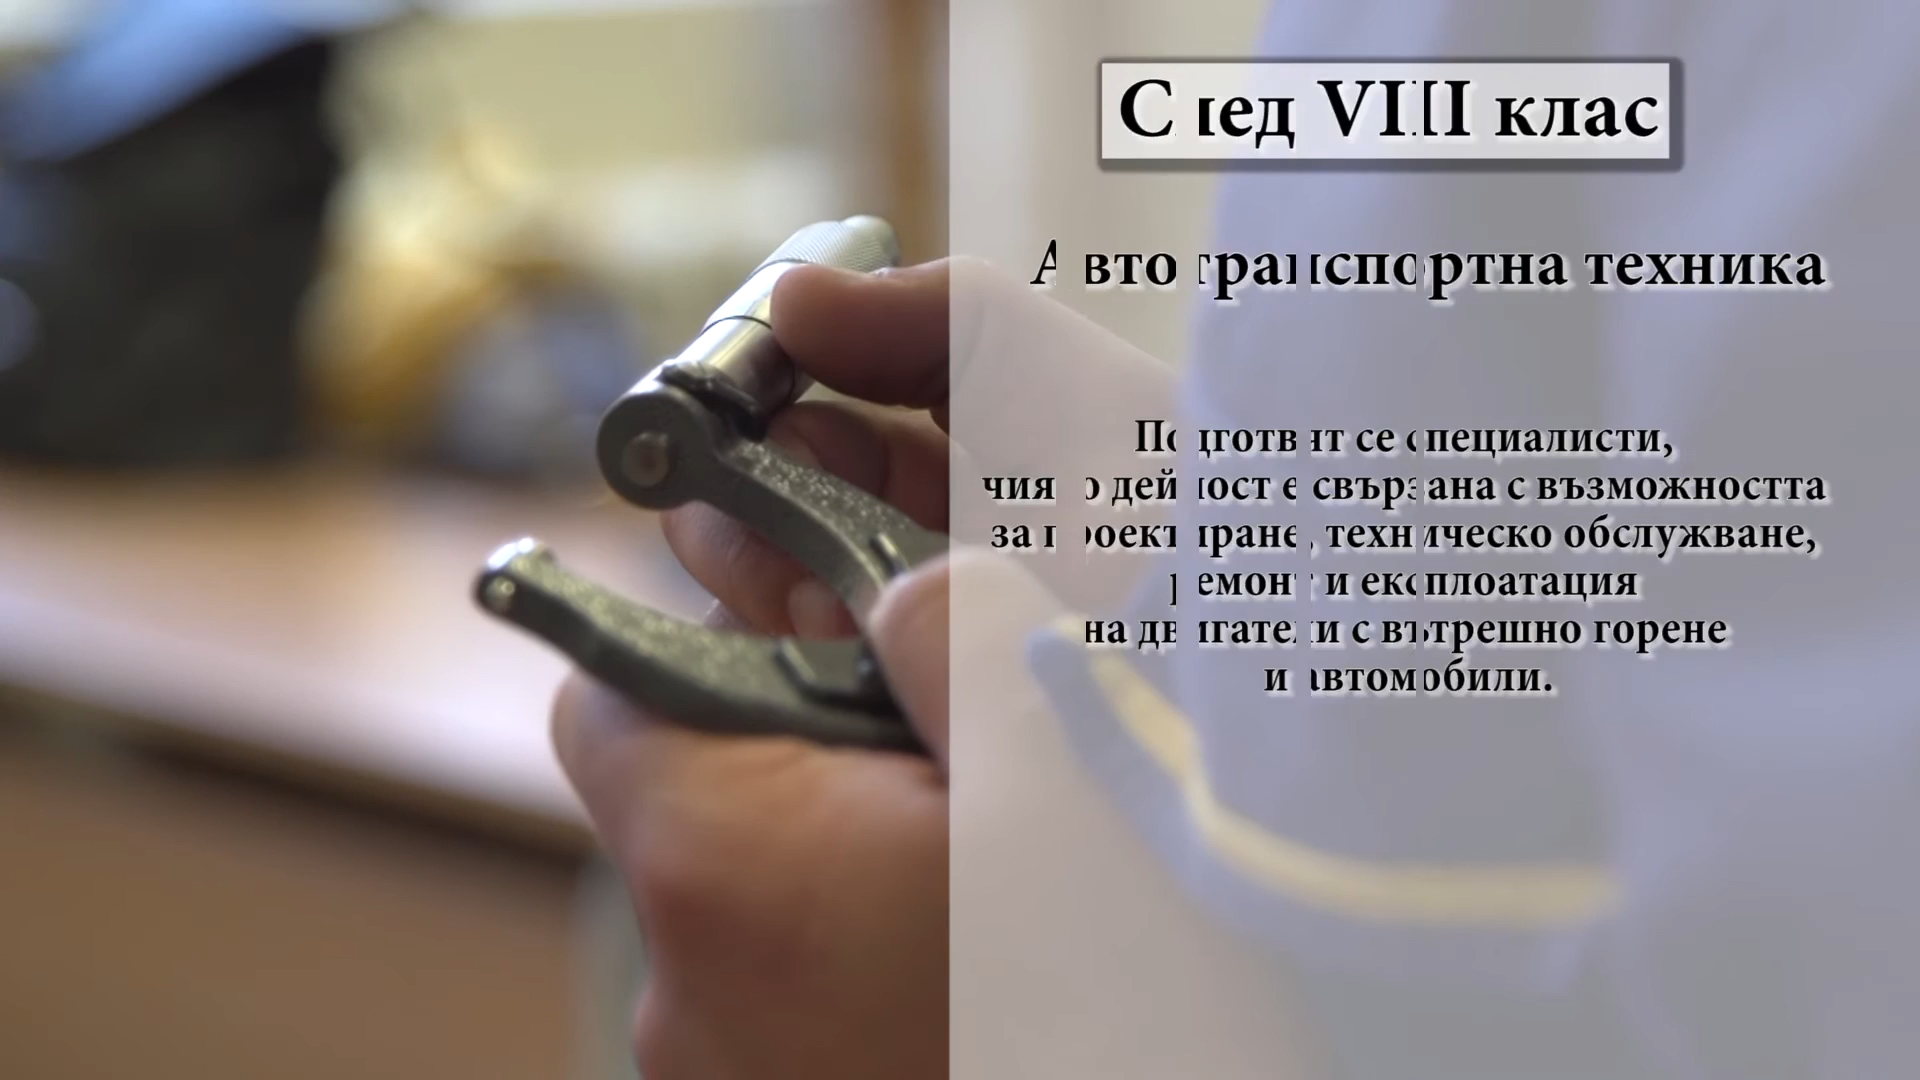 След VIII клас
Автотранспортна техника
Подготвят се специалисти,
чиято дейност е свързана с възможността
за проектиране, техническо обслужване,
ремонт и експлоатация
на двигатели с вътрешно горене
и автомобили.